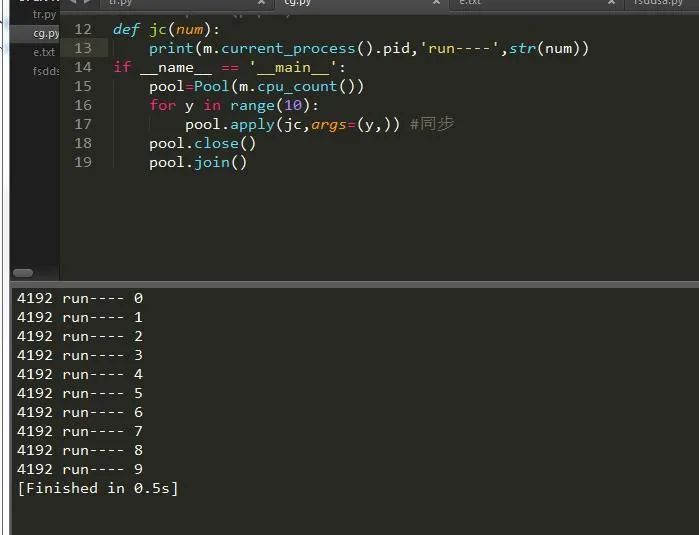 tr.py
cg.py
e.txt
fsddsa.py
tr.py
cg.py
e.txt
12 def jc(num):
13     print(m.current_process().pid,'run----',str(num))
14 if __name__ == '__main__':
15     pool=Pool(m.cpu_count())
16     for y in range(10):
17         pool.apply(jc,args=(y,)) #同步
18     pool.close()
19     pool.join()
4192 run---- 0
4192 run---- 1
4192 run---- 2
4192 run---- 3
4192 run---- 4
4192 run---- 5
4192 run---- 6
4192 run---- 7
4192 run---- 8
4192 run---- 9
[Finished in 0.5s]